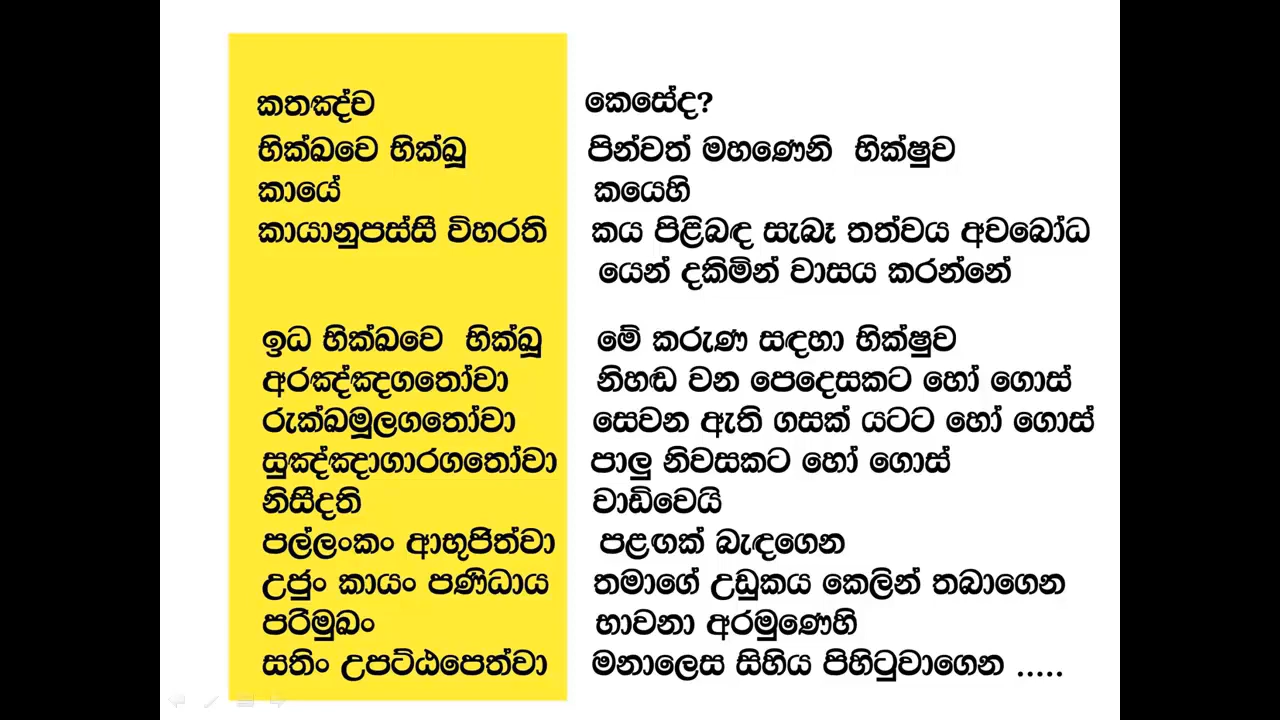 කතඤ්ච කෙසේද?
භික්ඛවෙ භික්ඛූ පින්වත් මහණෙනි භික්ෂුව
කායේ කයෙහි
කායානුපස්සී විහරති කය පිළිබඳ සැබෑ තත්වය අවබෝධ
යෙන් දකිමින් වාසය කරන්නේ
ඉධ භික්ඛවෙ භික්ඛූ මේ කරුණ සඳහා භික්ෂුව
අරඤ්ඤගතෝවා නිහඬ වන පෙදෙසකට හෝ ගොස්
රුක්ඛමූලගතෝවා සෙවන ඇති ගසක් යටට හෝ ගොස්
සුඤ්ඤාගාරගතෝවා පාලු නිවසකට හෝ ගොස්
නිසීදති වාඩිවෙයි
පල්ලංකං ආභුජිත්වා පළඟක් බැඳගෙන
උජුං කායං පණිධාය තමාගේ උඩුකය කෙලින් තබාගෙන
පරිමුඛං භාවනා අරමුණෙහි
සතිං උපට්ඨපෙත්වා මනාලෙස සිහිය පිහිටුවාගෙන .....